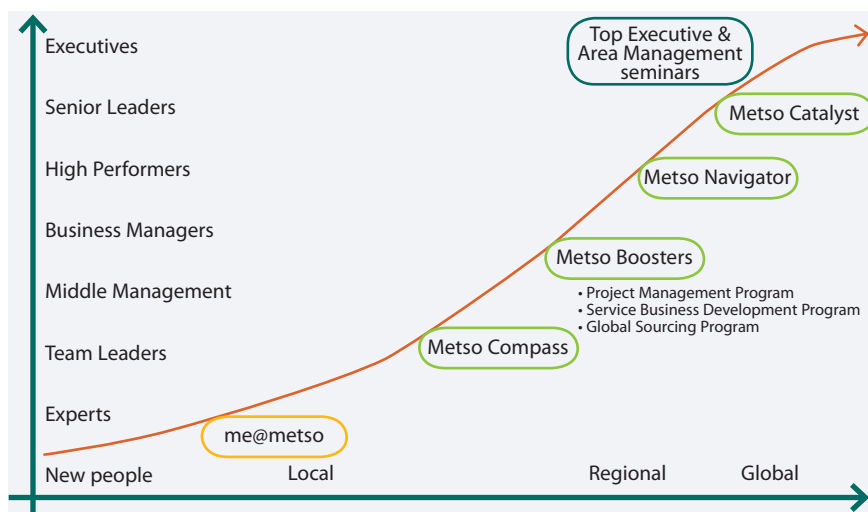 Executives
Top Executive &
Area Management
seminars
Senior Leaders
Metso Catalyst
High Performers
Metso Navigator
Business Managers
Metso Boosters
• Project Management Program
• Service Business Development Program
• Global Sourcing Program
Middle Management
Metso Compass
Team Leaders
Experts
me@metso
New people
Local
Regional
Global